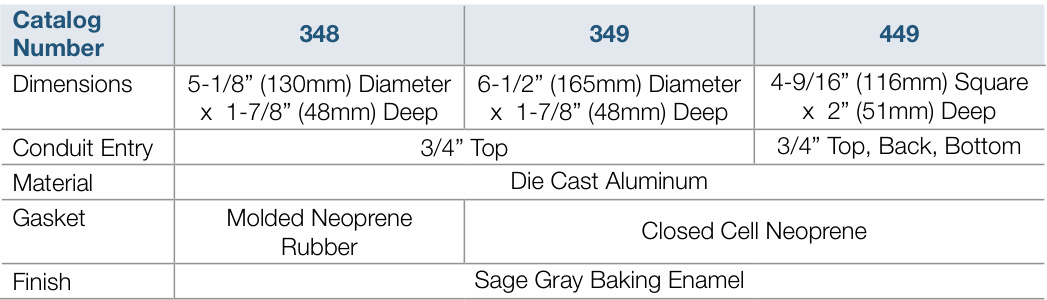 Catalog Number 348 349 449
Dimensions 5-1/8” (130mm) Diameter 6-1/2” (165mm) Diameter 4-9/16” (116mm) Square
x 1-7/8” (48mm) Deep x 1-7/8” (48mm) Deep x 2” (51mm) Deep
Conduit Entry 3/4” Top 3/4” Top, Back, Bottom
Material Die Cast Aluminum
Gasket Molded Neoprene Rubber Closed Cell Neoprene
Finish Sage Gray Baking Enamel